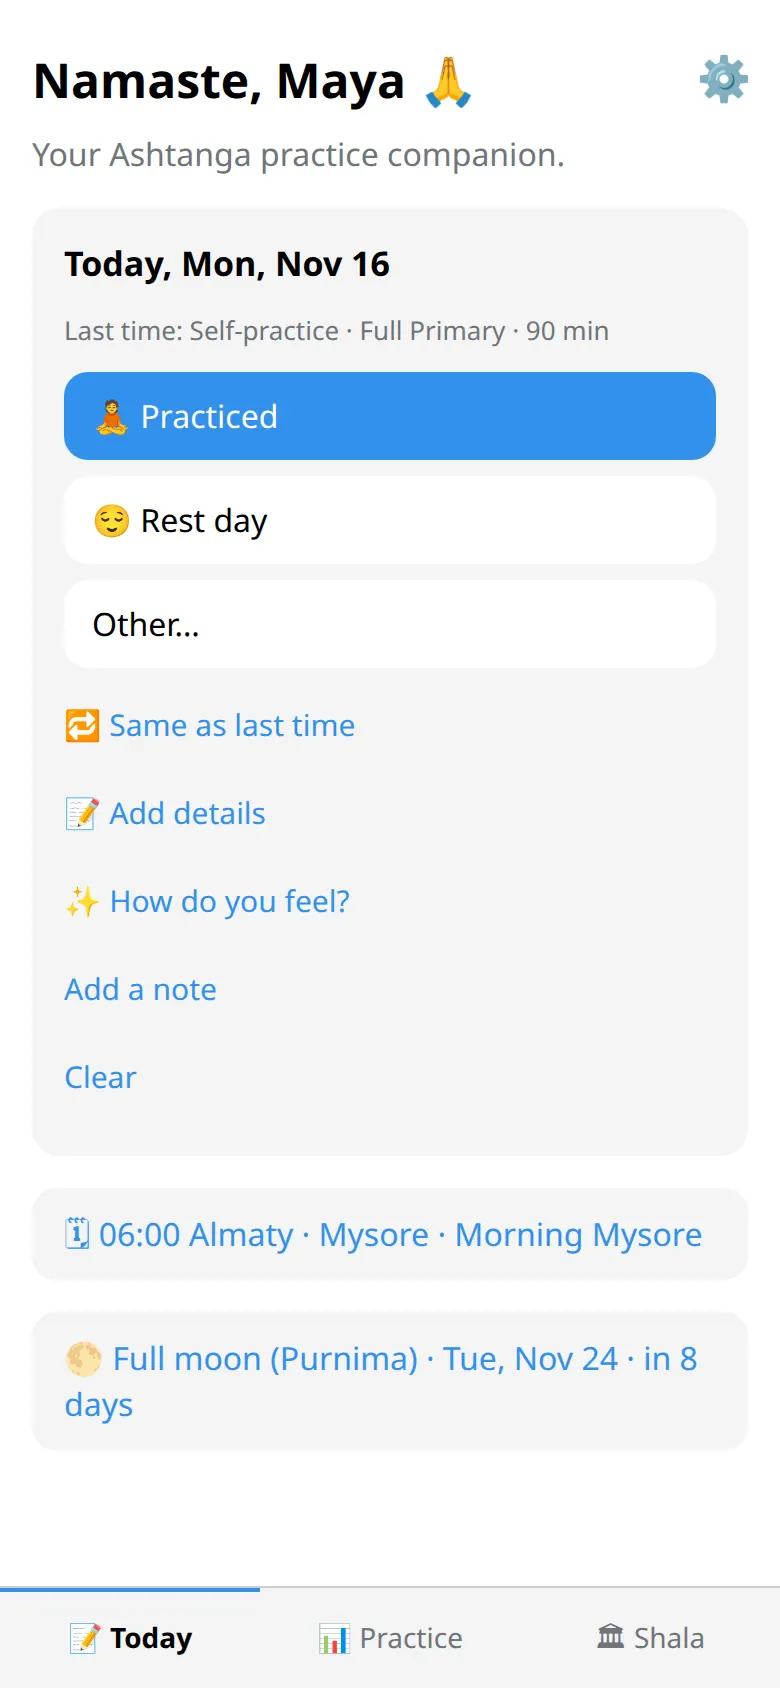 Namaste, Maya 🙏
Your Ashtanga practice companion.
Today, Mon, Nov 16
Last time: Self-practice · Full Primary · 90 min
🧘 Practiced
😌 Rest day
Other...
🔁 Same as last time
📝 Add details
✨ How do you feel?
Add a note
Clear
🗓 06:00 Almaty · Mysore · Morning Mysore
🌕 Full moon (Purnima) · Tue, Nov 24 · in 8
days
📝 Today
📊 Practice
🏛 Shala